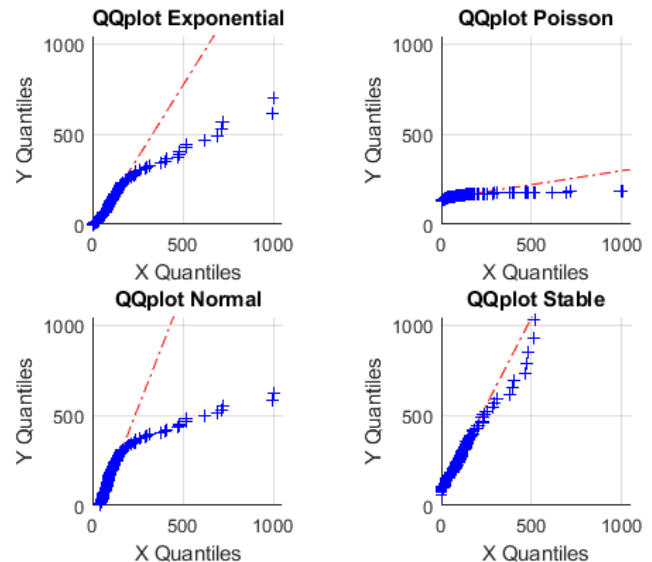 QQplot Exponential
1000
500
0
Y Quantiles
0 500 1000
X Quantiles
QQplot Poisson
1000
500
0
Y Quantiles
0 500 1000
X Quantiles
QQplot Normal
1000
500
0
Y Quantiles
0 500 1000
X Quantiles
QQplot Stable
1000
500
0
Y Quantiles
0 500 1000
X Quantiles